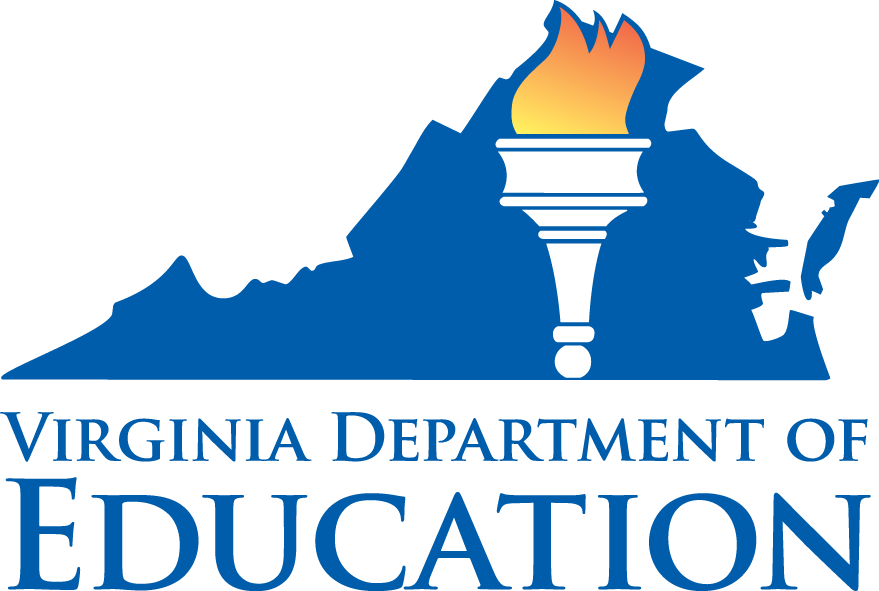 VIRGINIA DEPARTMENT OF
EDUCATION